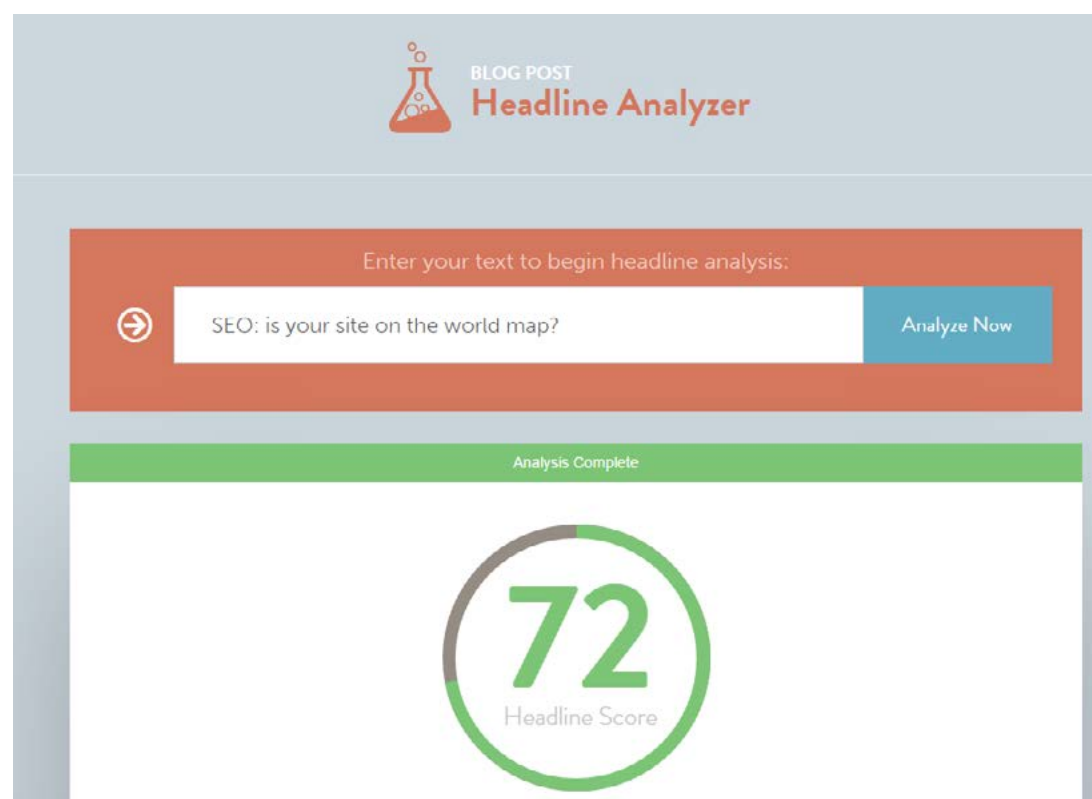 BLOG POST
Headline Analyzer
Enter your text to begin headline analysis:
SEO: is your site on the world map?
Analyze Now
Analysis Complete
72
Headline Score